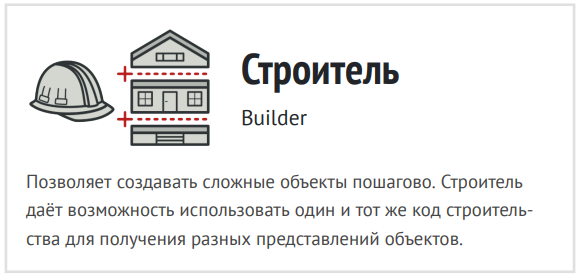 Строитель
Builder
Позволяет создавать сложные объекты пошагово. Строитель
даёт возможность использовать один и тот же код строитель-
ства для получения разных представлений объектов.